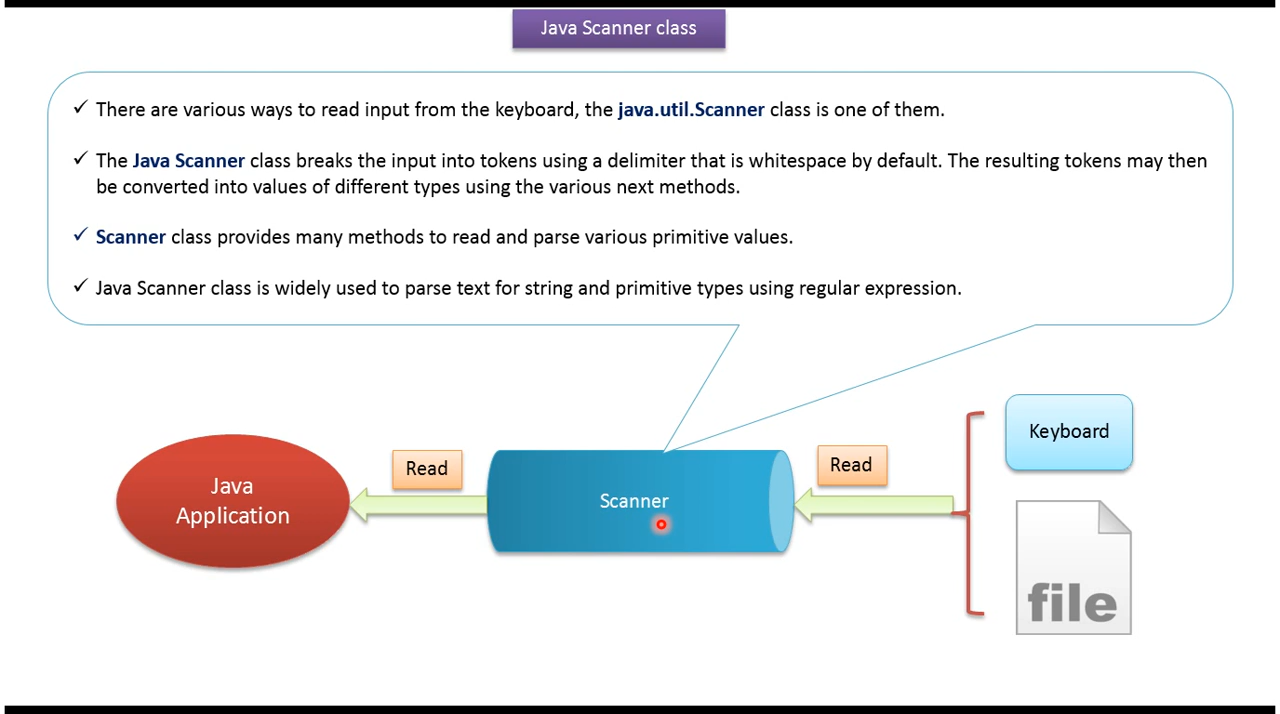 Java Scanner class
✓ There are various ways to read input from the keyboard, the java.util.Scanner class is one of them.
✓ The Java Scanner class breaks the input into tokens using a delimiter that is whitespace by default. The resulting tokens may then
be converted into values of different types using the various next methods.
✓ Scanner class provides many methods to read and parse various primitive values.
✓ Java Scanner class is widely used to parse text for string and primitive types using regular expression.
Java
Application
Read
Scanner
Read
Keyboard
file